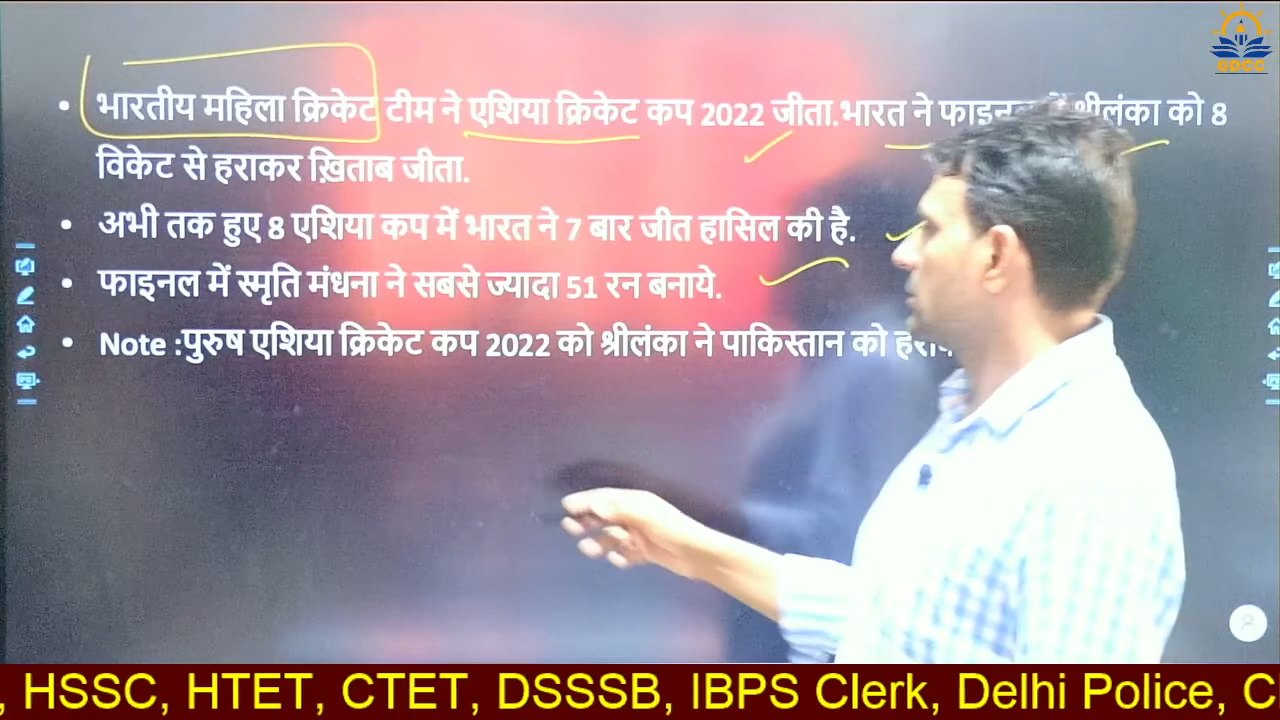 GDCC
• भारतीय महिला क्रिकेट टीम ने एशिया क्रिकेट कप 2022 जीता.भारत ने श्रीलंका को 8
विकेट से हराकर ख़िताब जीता.
• अभी तक हुए 8 एशिया कप में भारत ने 7 बार जीत हासिल की है.
• फाइनल में स्मृति मंधना ने सबसे ज्यादा 51 रन बनाये.
• Note :पुरुष एशिया क्रिकेट कप 2022 को श्रीलंका ने पाकिस्तान को
, HSSC, HTET, CTET, DSSSB, IBPS Clerk, Delhi Police, C